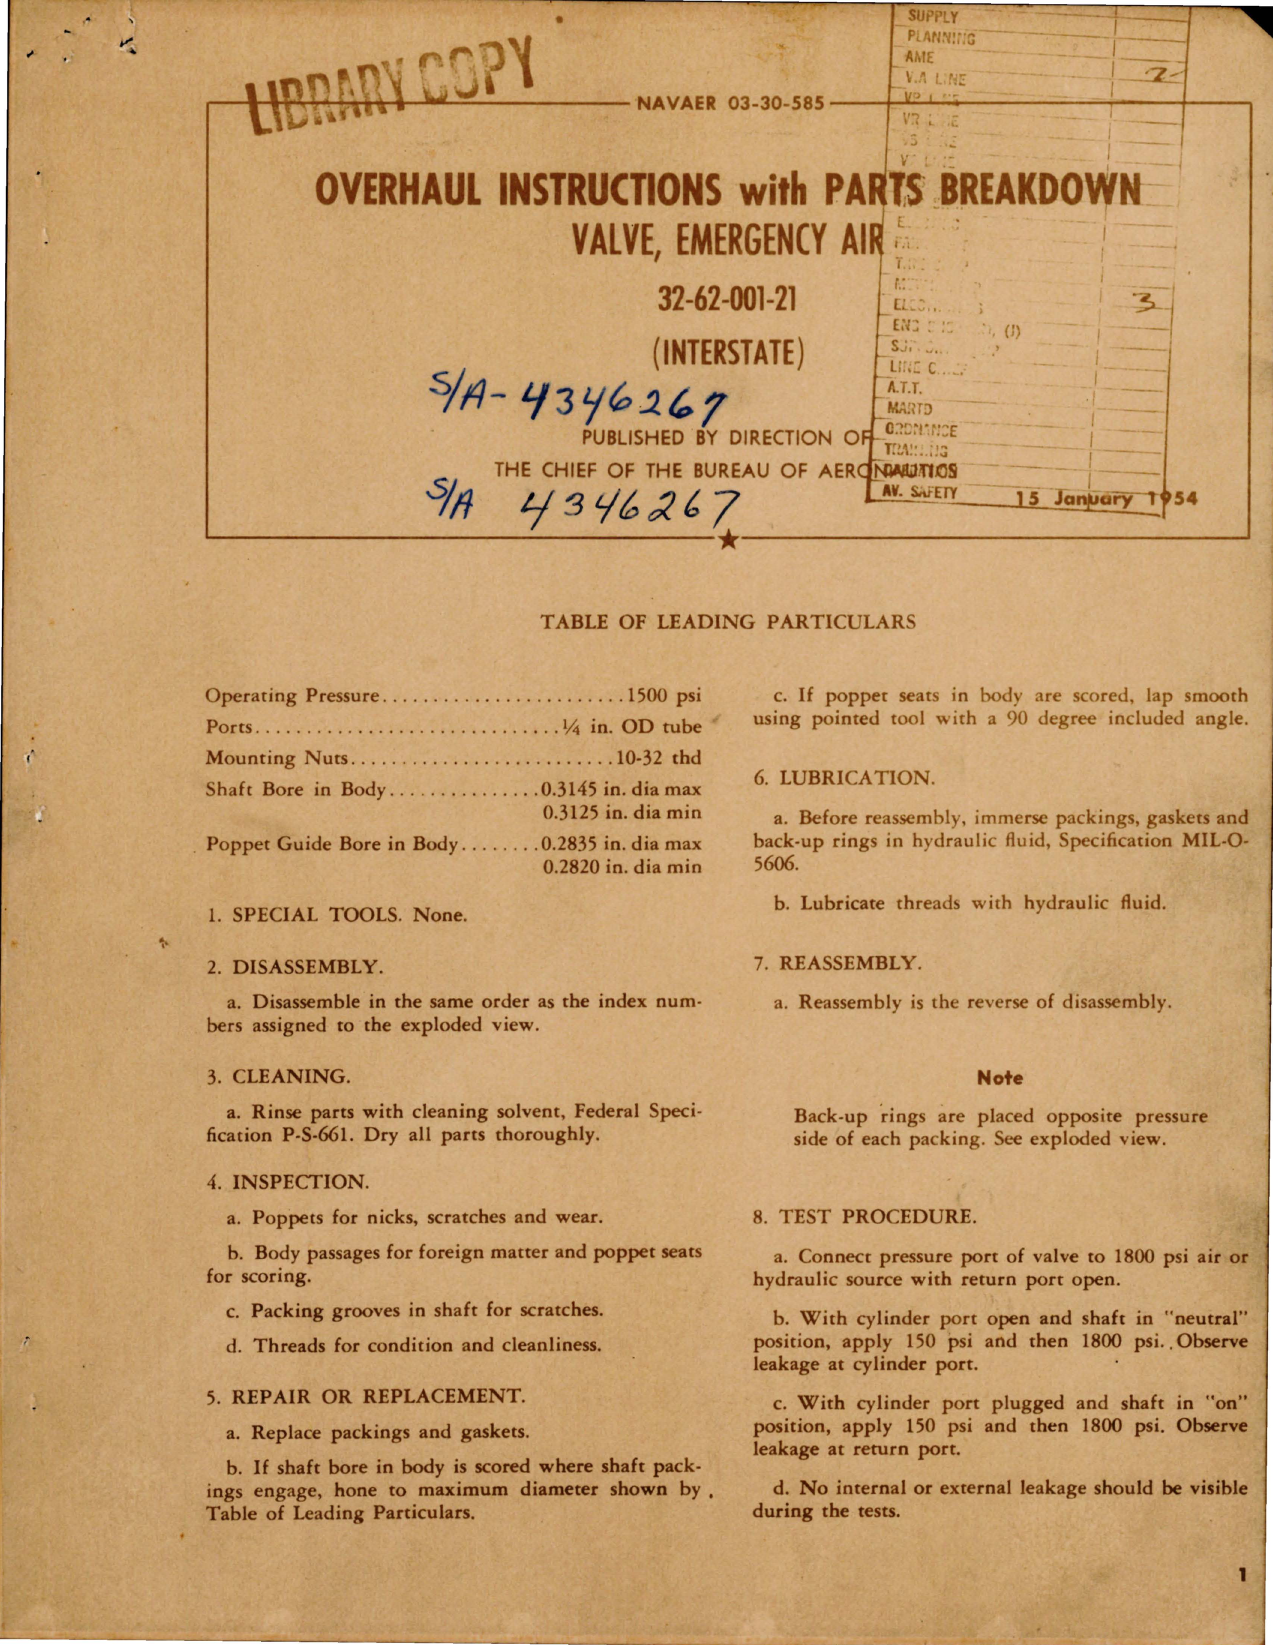 LIBRARY COPY
SUPPLY
PLANNING
AME
V.A LINE 2
VR LINE
3
LINE C
A.T.T.
MARTD
ORDNANCE
TRAINING
AV. SAFETY
NAVAER 03-30-585
OVERHAUL INSTRUCTIONS with PARTS BREAKDOWN
VALVE, EMERGENCY AIR
32-62-001-21
(INTERSTATE)
S/A-4346267
PUBLISHED BY DIRECTION OF
THE CHIEF OF THE BUREAU OF AERONAUTICS
S/A 4346267
15 January 1954
TABLE OF LEADING PARTICULARS
Operating Pressure........................1500 psi
Ports..............................¼ in. OD tube
Mounting Nuts..........................10-32 thd
Shaft Bore in Body...............0.3145 in. dia max
0.3125 in. dia min
Poppet Guide Bore in Body........0.2835 in. dia max
0.2820 in. dia min
1. SPECIAL TOOLS. None.
2. DISASSEMBLY.
a. Disassemble in the same order as the index num-
bers assigned to the exploded view.
3. CLEANING.
a. Rinse parts with cleaning solvent, Federal Speci-
fication P-S-661. Dry all parts thoroughly.
4. INSPECTION.
a. Poppets for nicks, scratches and wear.
b. Body passages for foreign matter and poppet seats
for scoring.
c. Packing grooves in shaft for scratches.
d. Threads for condition and cleanliness.
5. REPAIR OR REPLACEMENT.
a. Replace packings and gaskets.
b. If shaft bore in body is scored where shaft pack-
ings engage, hone to maximum diameter shown by
Table of Leading Particulars.
c. If poppet seats in body are scored, lap smooth
using pointed tool with a 90 degree included angle.
6. LUBRICATION.
a. Before reassembly, immerse packings, gaskets and
back-up rings in hydraulic fluid, Specification MIL-O-
5606.
b. Lubricate threads with hydraulic fluid.
7. REASSEMBLY.
a. Reassembly is the reverse of disassembly.
Note
Back-up rings are placed opposite pressure
side of each packing. See exploded view.
8. TEST PROCEDURE.
a. Connect pressure port of valve to 1800 psi air or
hydraulic source with return port open.
b. With cylinder port open and shaft in "neutral"
position, apply 150 psi and then 1800 psi. Observe
leakage at cylinder port.
c. With cylinder port plugged and shaft in "on"
position, apply 150 psi and then 1800 psi. Observe
leakage at return port.
d. No internal or external leakage should be visible
during the tests.
1